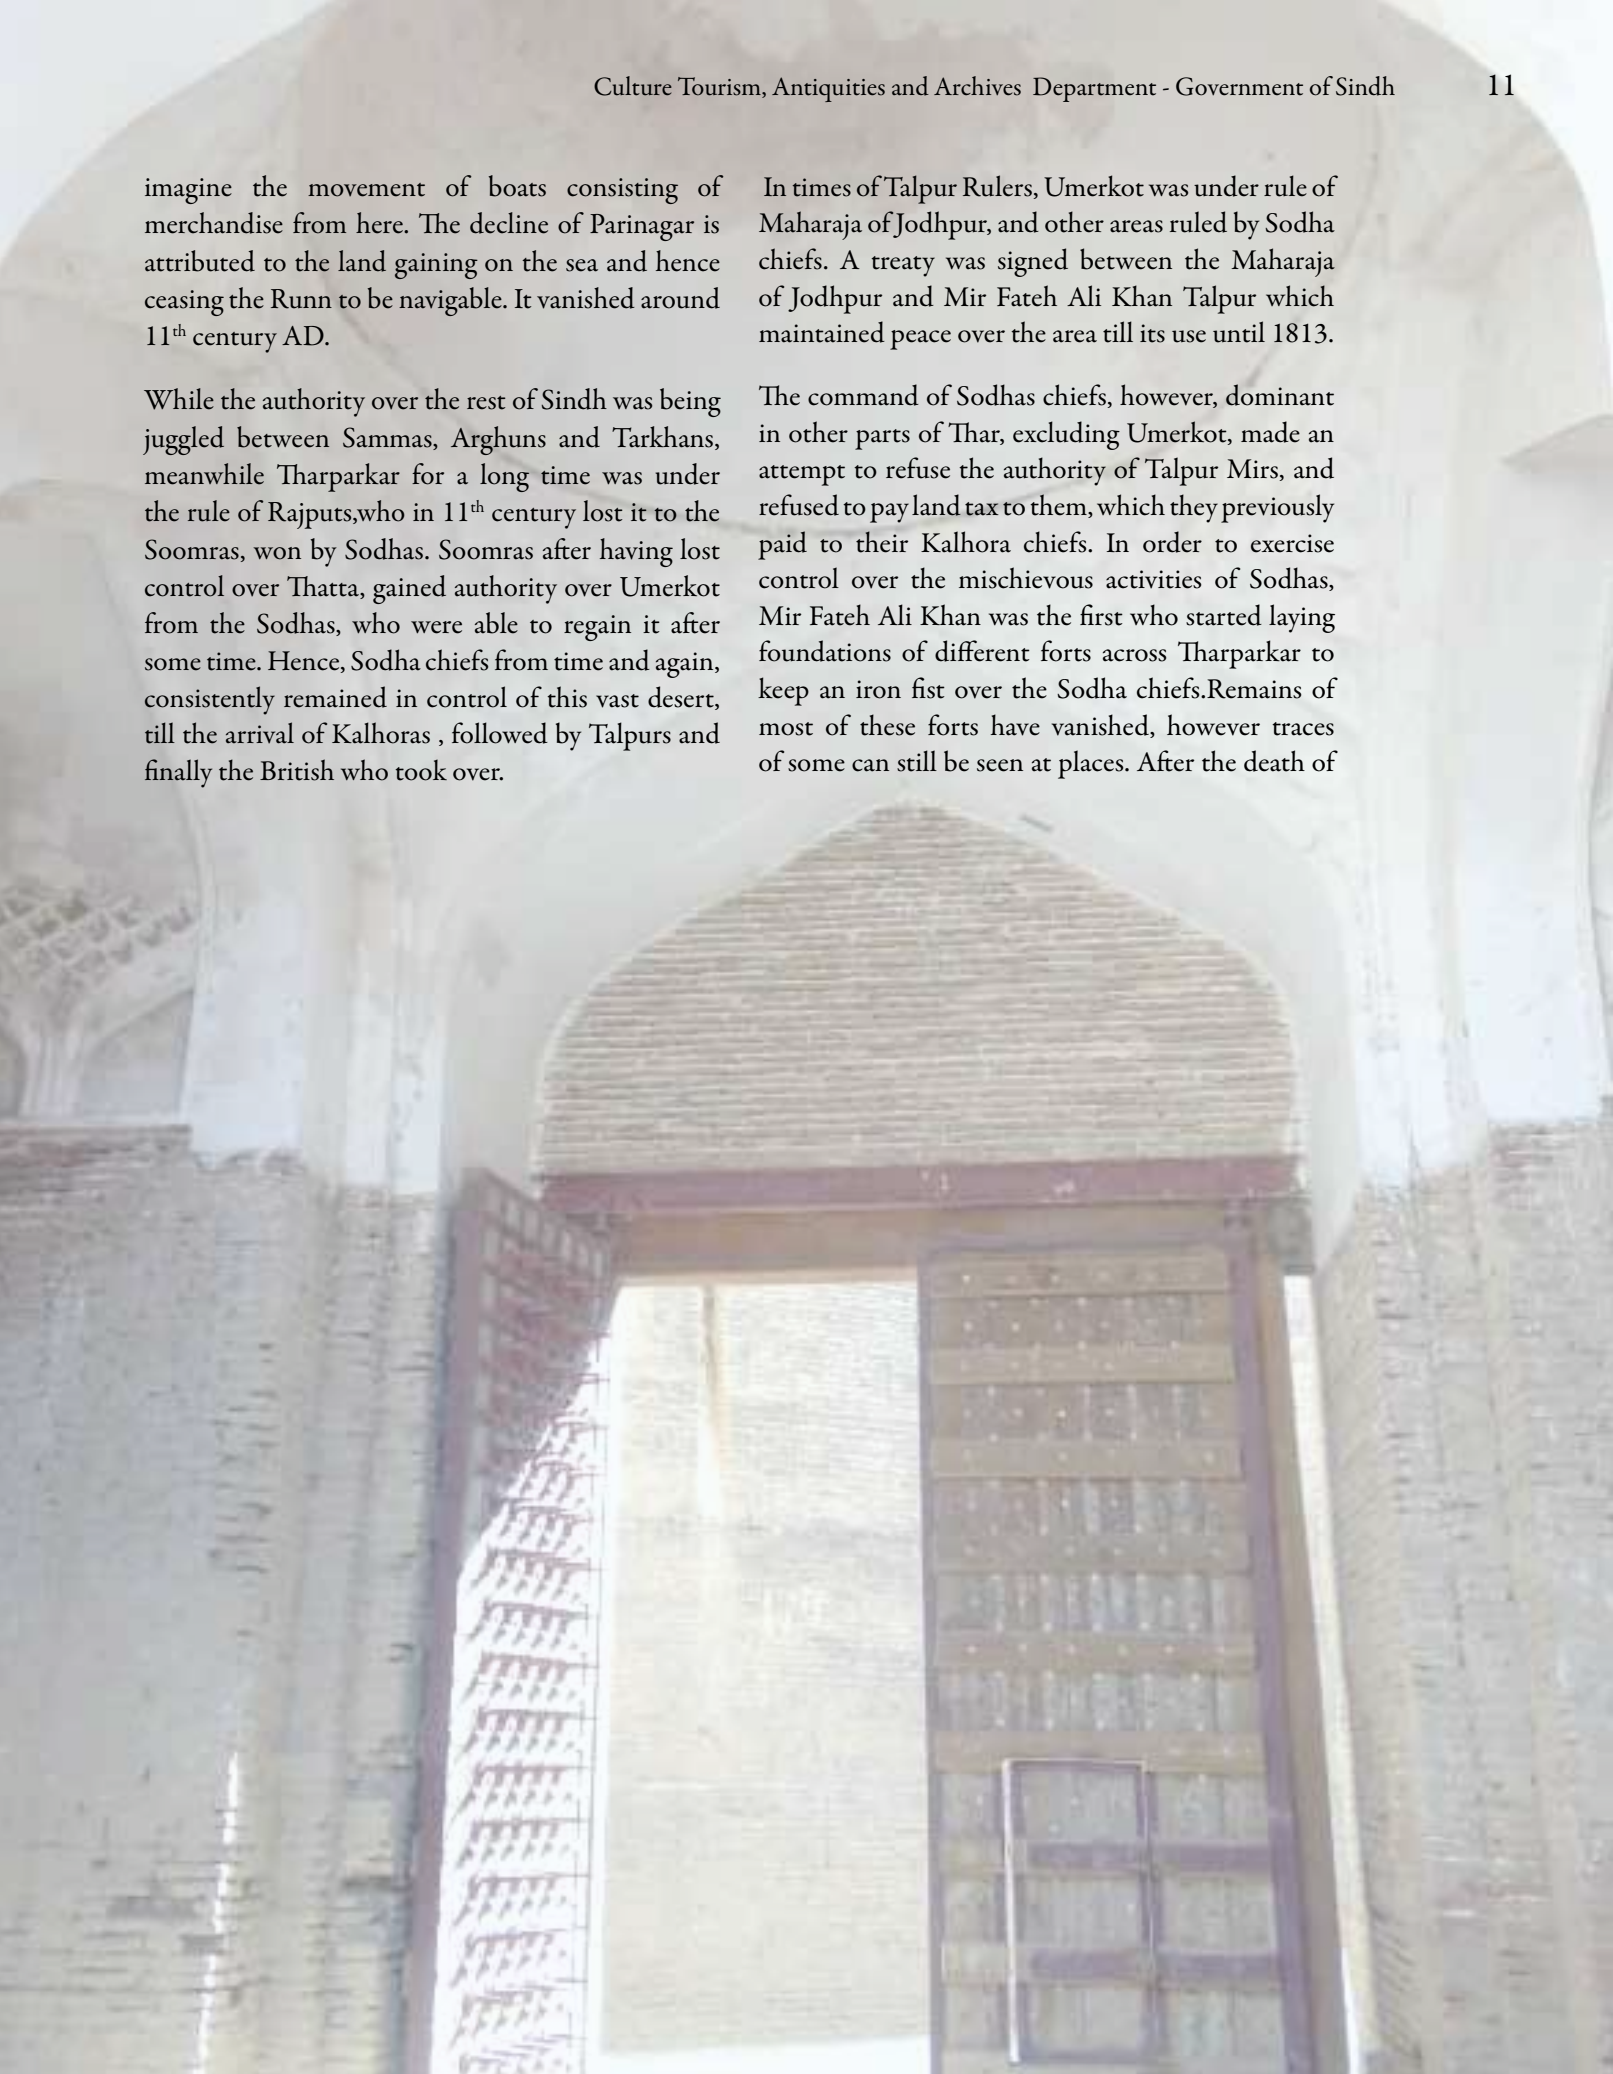 Culture Tourism, Antiquities and Archives Department - Government of Sindh 11
imagine the movement of boats consisting of
merchandise from here. The decline of Parinagar is
attributed to the land gaining on the sea and hence
ceasing the Runn to be navigable. It vanished around
11th century AD.
While the authority over the rest of Sindh was being
juggled between Sammas, Arghuns and Tarkhans,
meanwhile Tharparkar for a long time was under
the rule of Rajputs,who in 11th century lost it to the
Soomras, won by Sodhas. Soomras after having lost
control over Thatta, gained authority over Umerkot
from the Sodhas, who were able to regain it after
some time. Hence, Sodha chiefs from time and again,
consistently remained in control of this vast desert,
till the arrival of Kalhoras , followed by Talpurs and
finally the British who took over.
In times of Talpur Rulers, Umerkot was under rule of
Maharaja of Jodhpur, and other areas ruled by Sodha
chiefs. A treaty was signed between the Maharaja
of Jodhpur and Mir Fateh Ali Khan Talpur which
maintained peace over the area till its use until 1813.
The command of Sodhas chiefs, however, dominant
in other parts of Thar, excluding Umerkot, made an
attempt to refuse the authority of Talpur Mirs, and
refused to pay land tax to them, which they previously
paid to their Kalhora chiefs. In order to exercise
control over the mischievous activities of Sodhas,
Mir Fateh Ali Khan was the first who started laying
foundations of different forts across Tharparkar to
keep an iron fist over the Sodha chiefs.Remains of
most of these forts have vanished, however traces
of some can still be seen at places. After the death of